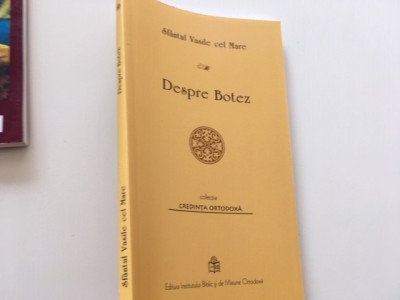 Sfântul Vasile cel Mare
Despre Botez
colecția
CREDINȚA ORTODOXĂ
Editura Institutului Biblic și de Misiune Ortodoxă
Sfântul Vasile cel Mare
Despre Botez